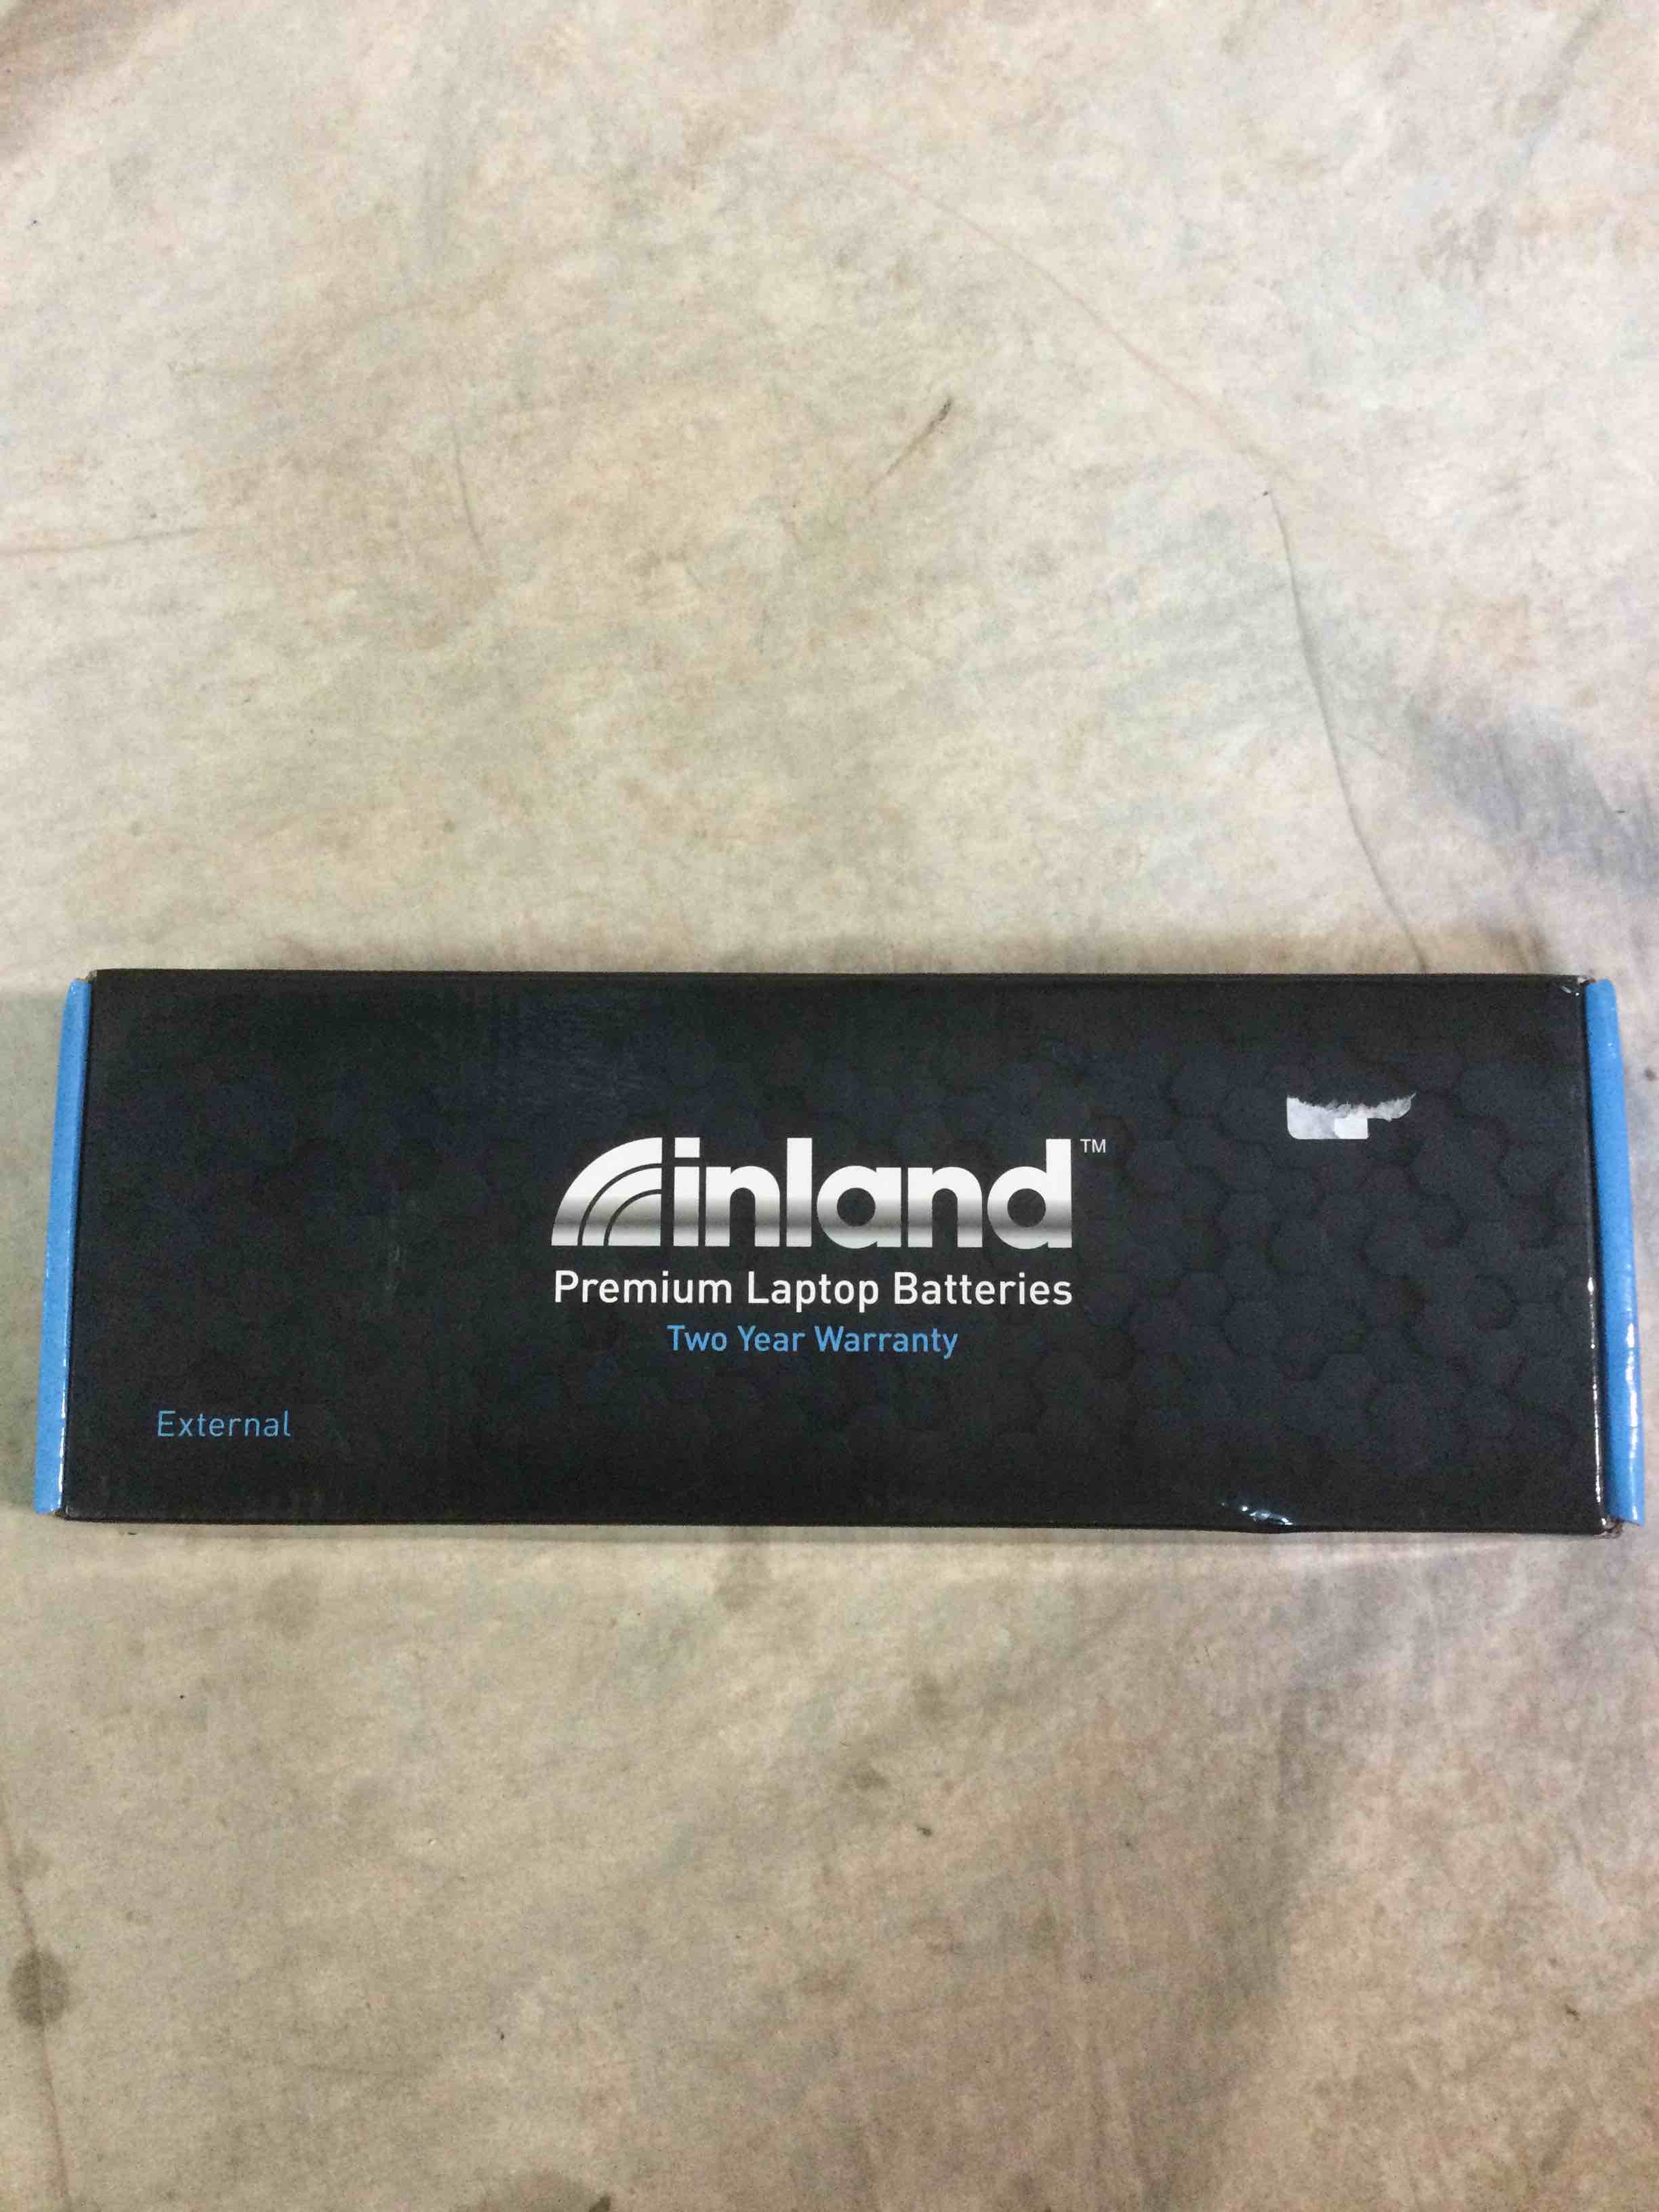 inland™
Premium Laptop Batteries
Two Year Warranty
External